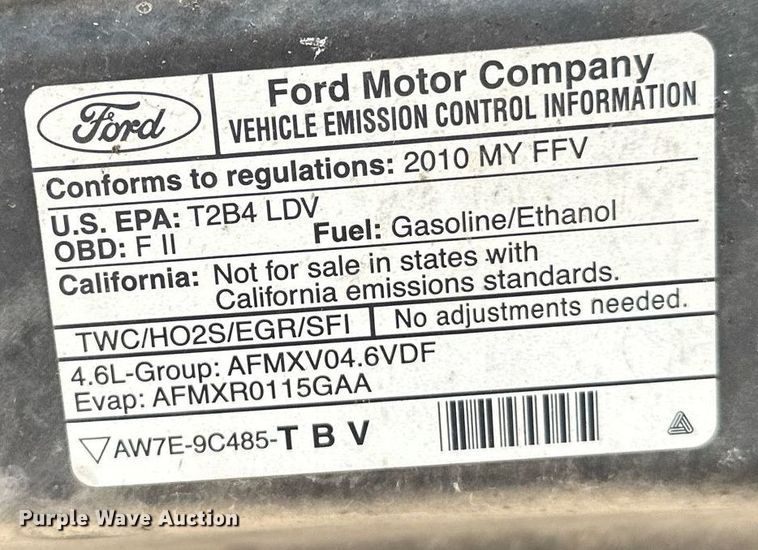 Ford
Ford Motor Company
VEHICLE EMISSION CONTROL INFORMATION
Conforms to regulations: 2010 MY FFV
U.S. EPA: T2B4 LDV
OBD: F II
Fuel: Gasoline/Ethanol
California: Not for sale in states with
California emissions standards.
TWC/HO2S/EGR/SFI
No adjustments needed.
4.6L-Group: AFMXV04.6VDF
Evap: AFMXR0115GAA
AW7E-9C485-T B V
Purple Wave Auction